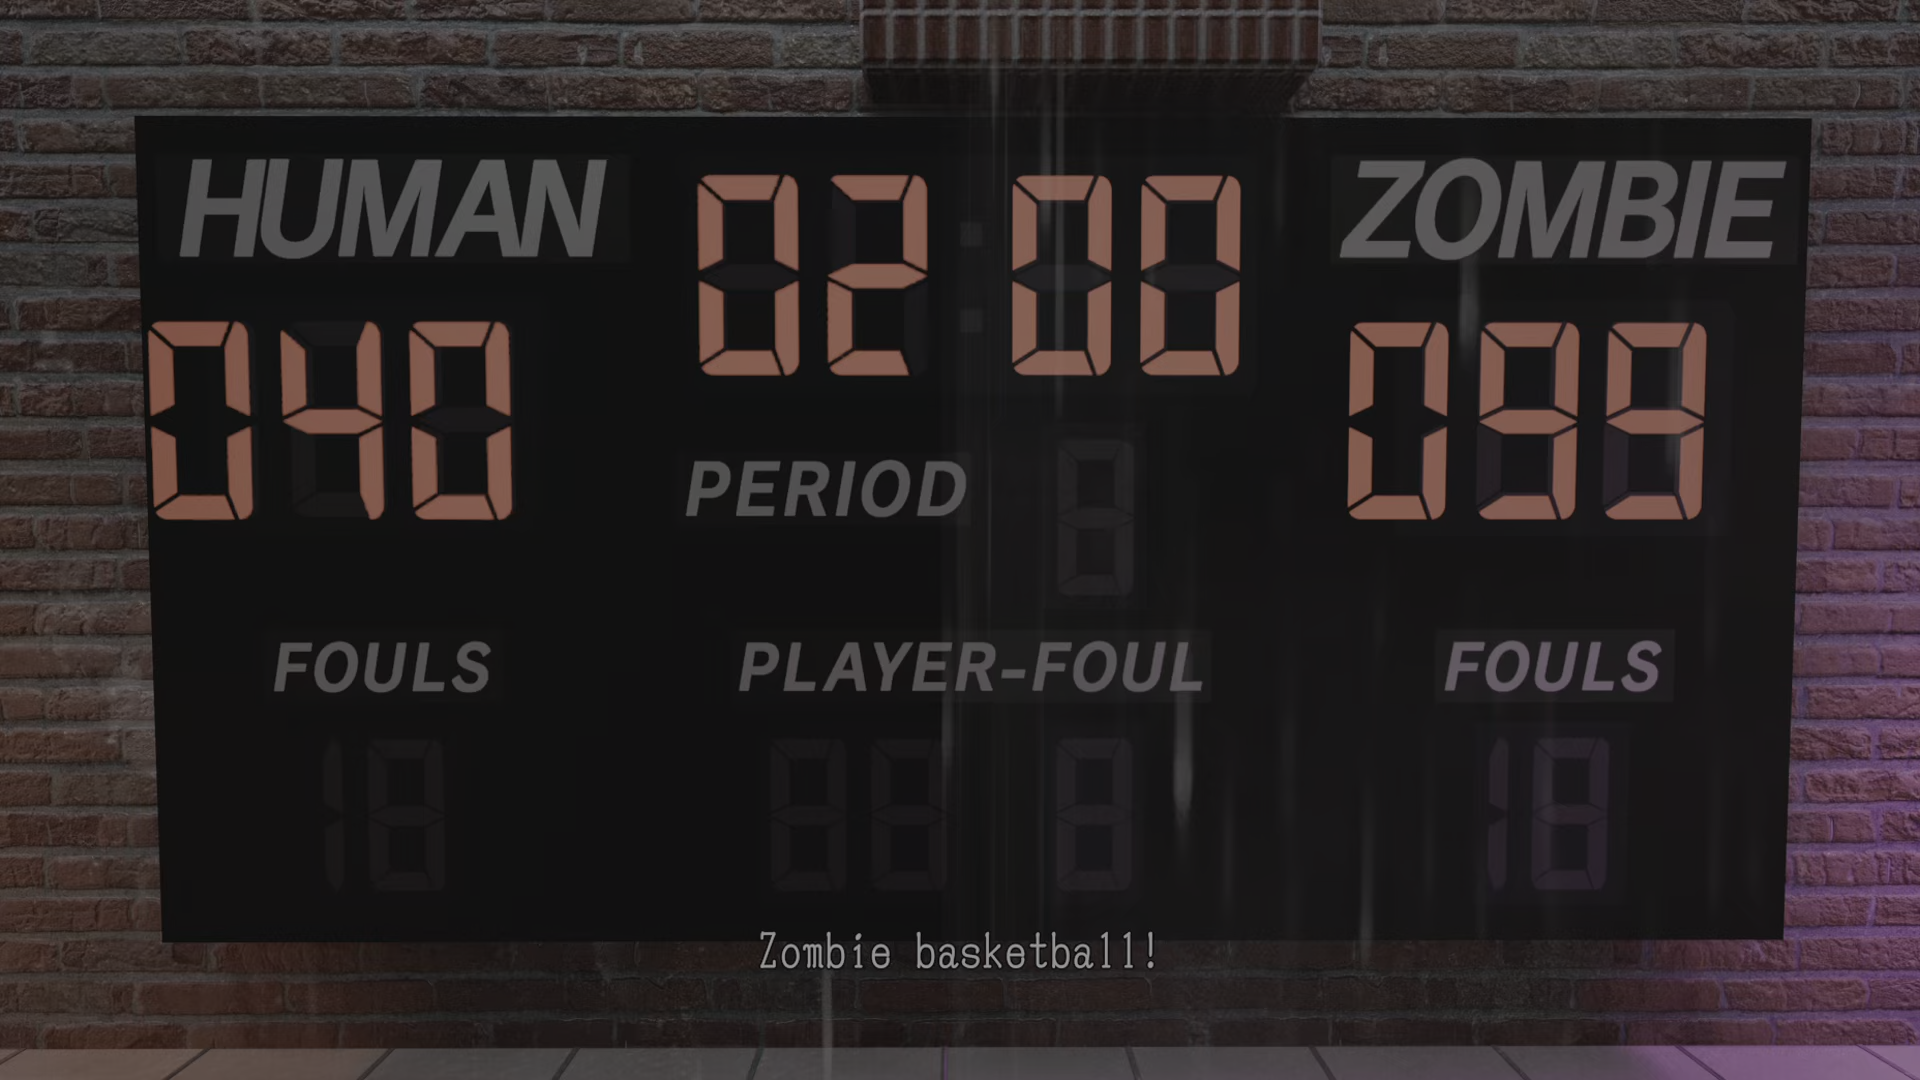 HUMAN 02:00 ZOMBIE
040 099
PERIOD
FOULS PLAYER-FOUL FOULS
Zombie basketball!